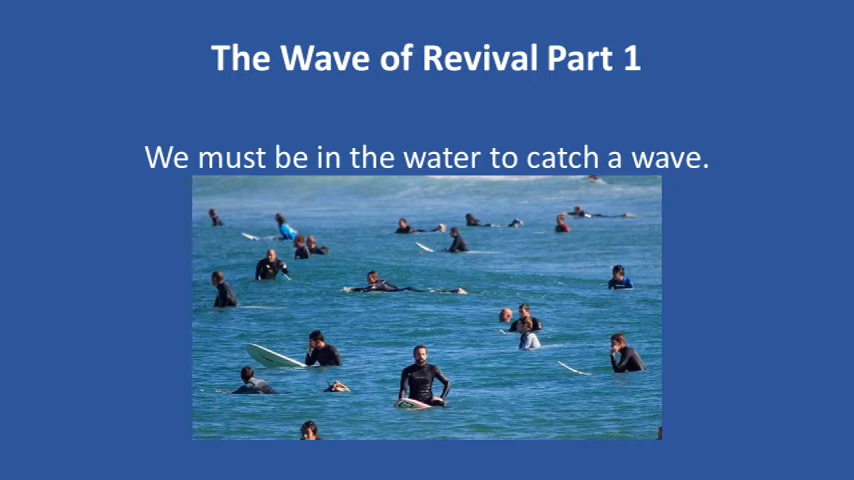 The Wave of Revival Part 1
We must be in the water to catch a wave.